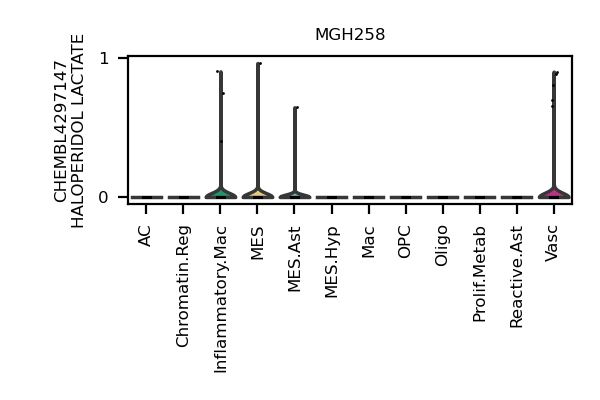 MGH258
CHEMBL4297147
HALOPERIDOL LACTATE
1
0
AC
Chromatin.Reg
Inflammatory.Mac
MES
MES.Ast
MES.Hyp
Mac
OPC
Oligo
Prolif.Metab
Reactive.Ast
Vasc